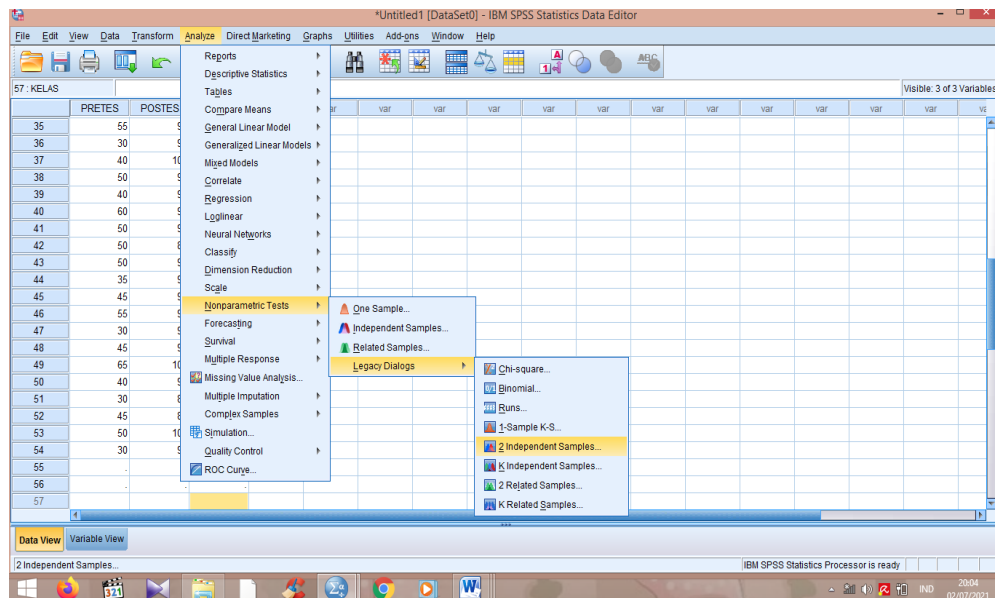 *Untitled1 [DataSet0] - IBM SPSS Statistics Data Editor
File Edit View Data Transform Analyze Direct Marketing Graphs Utilities Add-ons Window Help
57 : KELAS
Visible: 3 of 3 Variables
PRETES POSTES var var var var var var var var var var var
35 55
36 30
37 40 10
38 50
39 40
40 60
41 50
42 50
43 50
44 35
45 45
46 55
47 30
48 45
49 65 10
50 40
51 30
52 45
53 50 10
54 30
55 .
56 . . .
57
Reports
Descriptive Statistics
Tables
Compare Means
General Linear Model
Generalized Linear Models
Mixed Models
Correlate
Regression
Loglinear
Neural Networks
Classify
Dimension Reduction
Scale
Nonparametric Tests
Forecasting
Survival
Multiple Response
Missing Value Analysis...
Multiple Imputation
Complex Samples
Simulation...
Quality Control
ROC Curve...
One Sample...
Independent Samples...
Related Samples...
Legacy Dialogs
Chi-square...
Binomial...
Runs...
1-Sample K-S...
2 Independent Samples...
K Independent Samples...
2 Related Samples...
K Related Samples...
Data View Variable View
2 Independent Samples...
IBM SPSS Statistics Processor is ready
321
IND
20:04
02/07/2021